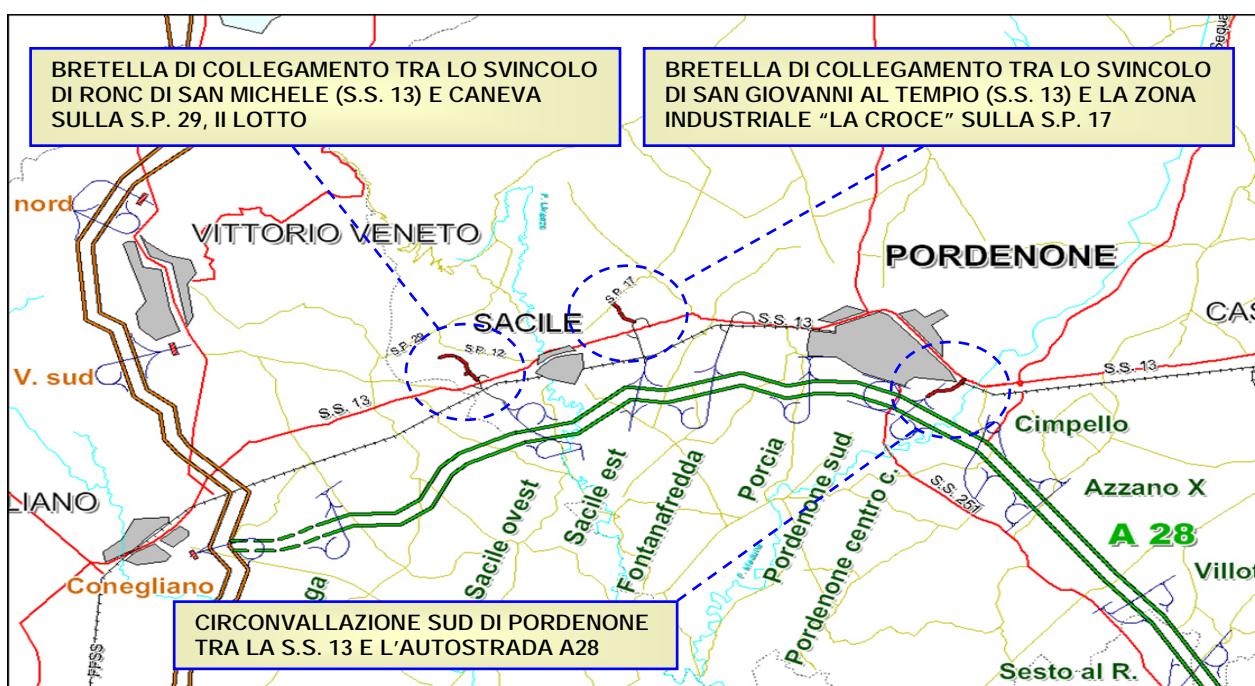 BRETELLA DI COLLEGAMENTO TRA LO SVINCOLO
DI RONC DI SAN MICHELE (S.S. 13) E CANEVA
SULLA S.P. 29, II LOTTO
BRETELLA DI COLLEGAMENTO TRA LO SVINCOLO
DI SAN GIOVANNI AL TEMPIO (S.S. 13) E LA ZONA
INDUSTRIALE “LA CROCE” SULLA S.P. 17
nord
VITTORIO VENETO
F. Livenza
PORDENONE
S.P. 17
SACILE
S.S. 13
CAS
S.P. 29
S.P. 12
V. sud
S.S. 13
S.S. 13
Cimpello
LIANO
Sacile ovest
Sacile est
Fontanafredda
Porcia
Pordenone sud
Pordenone centro c.
S.S. 251
Azzano X
A 28
Conegliano
ga
F. Meduna
Villot
FFSS
CIRCONVALLAZIONE SUD DI PORDENONE
TRA LA S.S. 13 E L’AUTOSTRADA A28
Sesto al R.